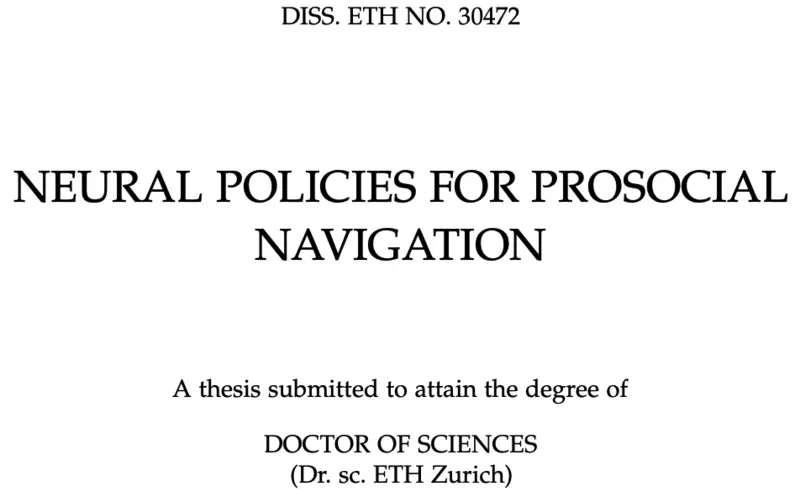 DISS. ETH NO. 30472
NEURAL POLICIES FOR PROSOCIAL
NAVIGATION
A thesis submitted to attain the degree of
DOCTOR OF SCIENCES
(Dr. sc. ETH Zurich)